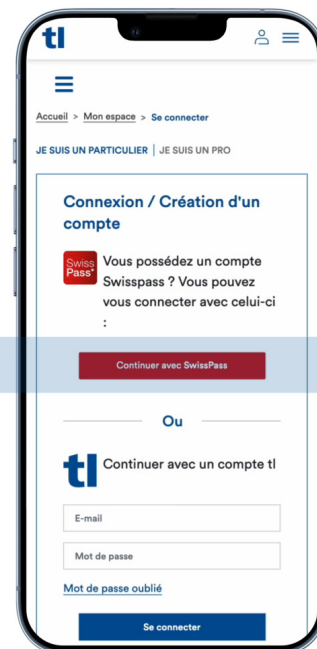 tl
Accueil > Mon espace > Se connecter
JE SUIS UN PARTICULIER | JE SUIS UN PRO
Connexion / Création d'un
compte
Swiss
Pass+
Vous possédez un compte
Swisspass ? Vous pouvez
vous connecter avec celui-ci
:
Continuer avec SwissPass
Ou
tl
Continuer avec un compte tl
E-mail
Mot de passe
Mot de passe oublié
Se connecter